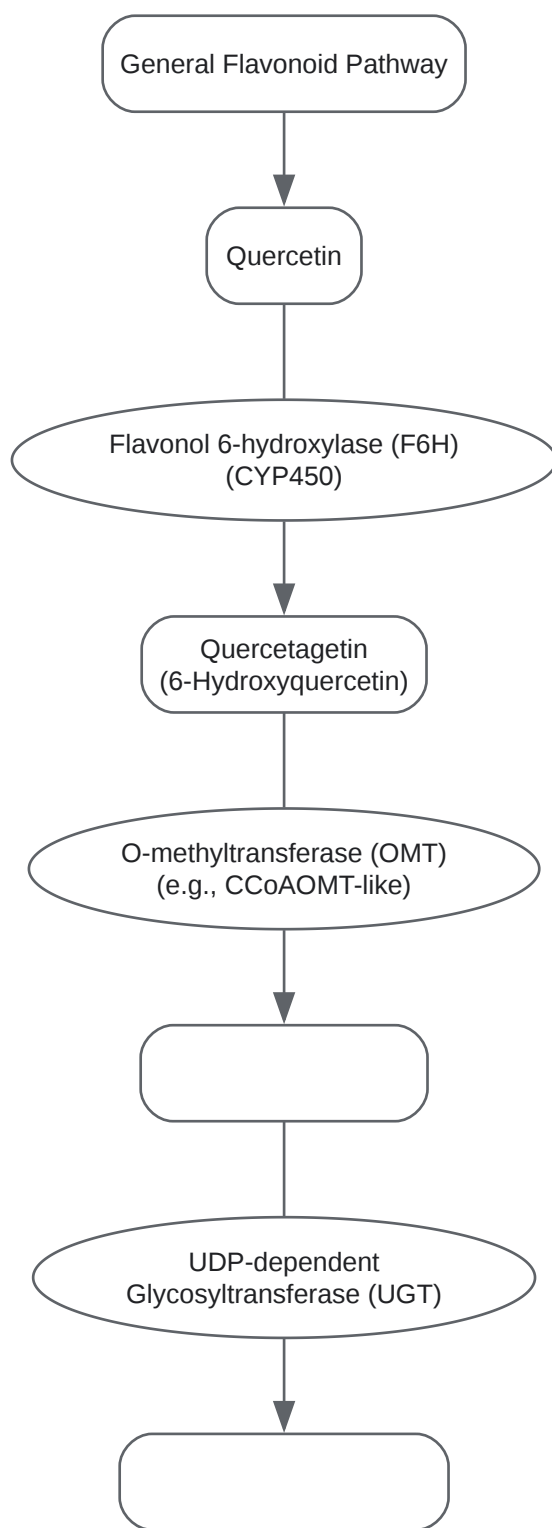 General Flavonoid Pathway
Quercetin
Flavonol 6-hydroxylase (F6H)
(CYP450)
Quercetagetin
(6-Hydroxyquercetin)
O-methyltransferase (OMT)
(e.g., CCoAOMT-like)
UDP-dependent
Glycosyltransferase (UGT)